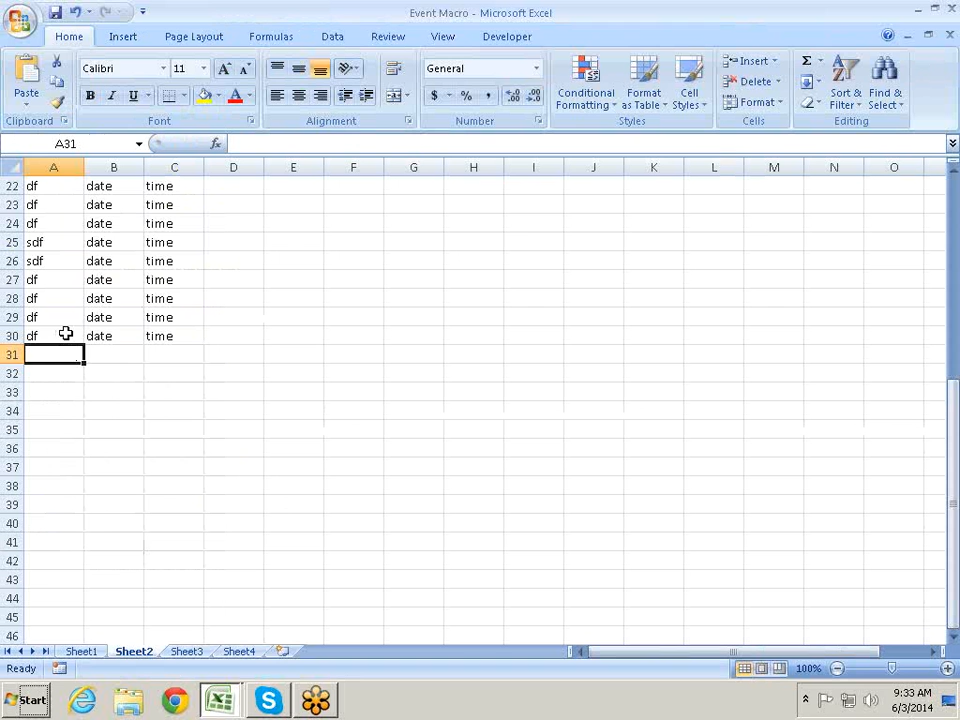 Event Macro - Microsoft Excel
Home Insert Page Layout Formulas Data Review View Developer
Calibri 11 General
Paste
B I U $ % ,
Conditional Formatting
Format as Table
Cell Styles
Insert
Delete
Format
Sort & Filter
Find & Select
Clipboard Font Alignment Number Styles Cells Editing
A31 fx
A B C D E F G H I J K L M N O
22 df date time
23 df date time
24 df date time
25 sdf date time
26 sdf date time
27 df date time
28 df date time
29 df date time
30 df date time
31
32
33
34
35
36
37
38
39
40
41
42
43
44
45
46
Sheet1 Sheet2 Sheet3 Sheet4
Ready 100%
Start 9:33 AM
6/3/2014